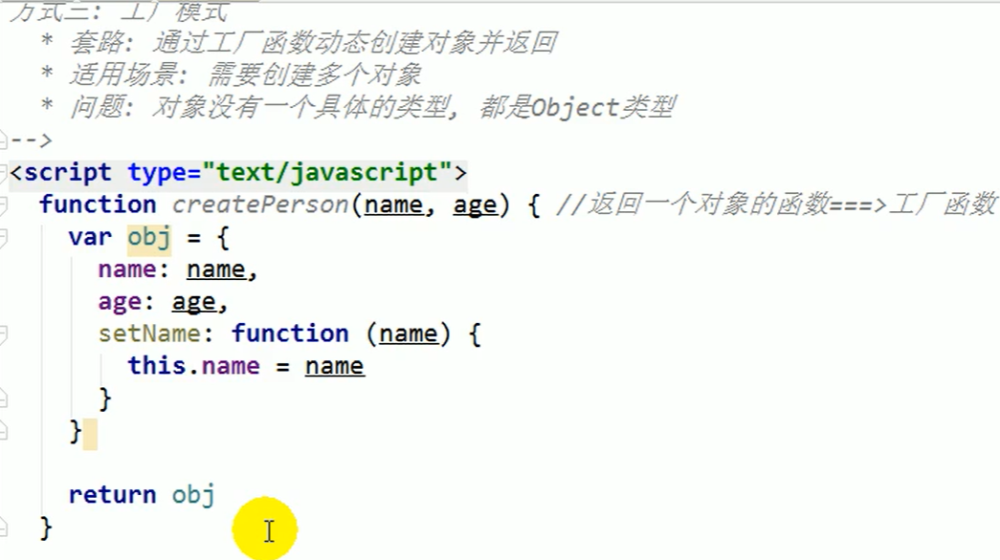 方式三: 工厂模式
* 套路: 通过工厂函数动态创建对象并返回
* 适用场景: 需要创建多个对象
* 问题: 对象没有一个具体的类型, 都是Object类型
-->
<script type="text/javascript">
function createPerson(name, age) { //返回一个对象的函数===>工厂函数
var obj = {
name: name,
age: age,
setName: function (name) {
this.name = name
}
}
return obj
}